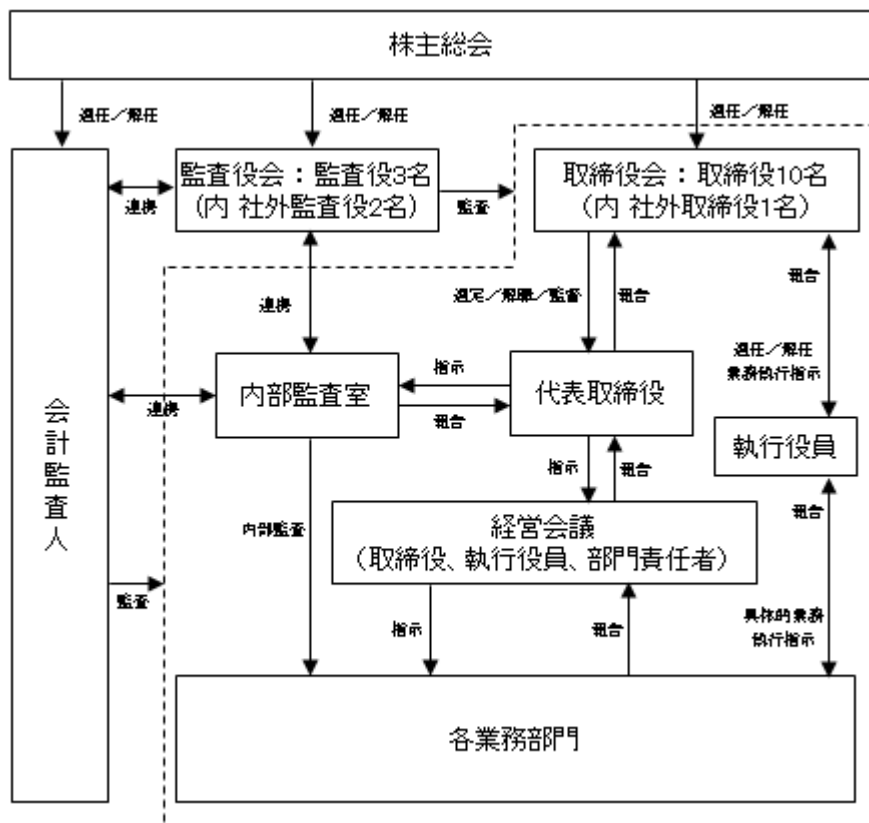 株主総会
選任／解任
選任／解任
選任／解任
監査役会：監査役3名
(内 社外監査役2名)
取締役会：取締役10名
(内 社外取締役1名)
連携
監査
報告
連携
選定／解職／監督
報告
選任／解任
業務執行指示
指示
内部監査室
代表取締役
連携
報告
執行役員
会計監査人
指示
報告
報告
内部監査
経営会議
（取締役、執行役員、部門責任者）
監査
指示
報告
具体的業務
執行指示
各業務部門